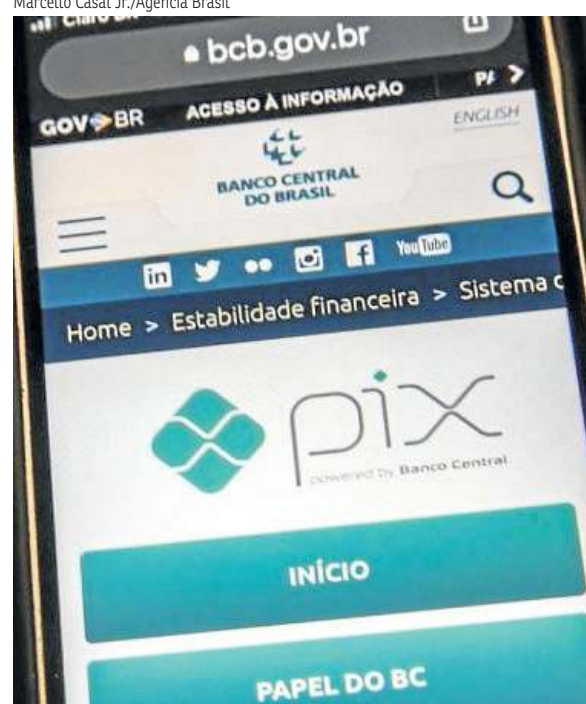 Marcello Casal Jr./Agência Brasil
bcb.gov.br
GOV BR ACESSO À INFORMAÇÃO
ENGLISH
BANCO CENTRAL
DO BRASIL
in f YouTube
Home > Estabilidade financeira > Sistema
pix
powered by Banco Central
INÍCIO
PAPEL DO BC